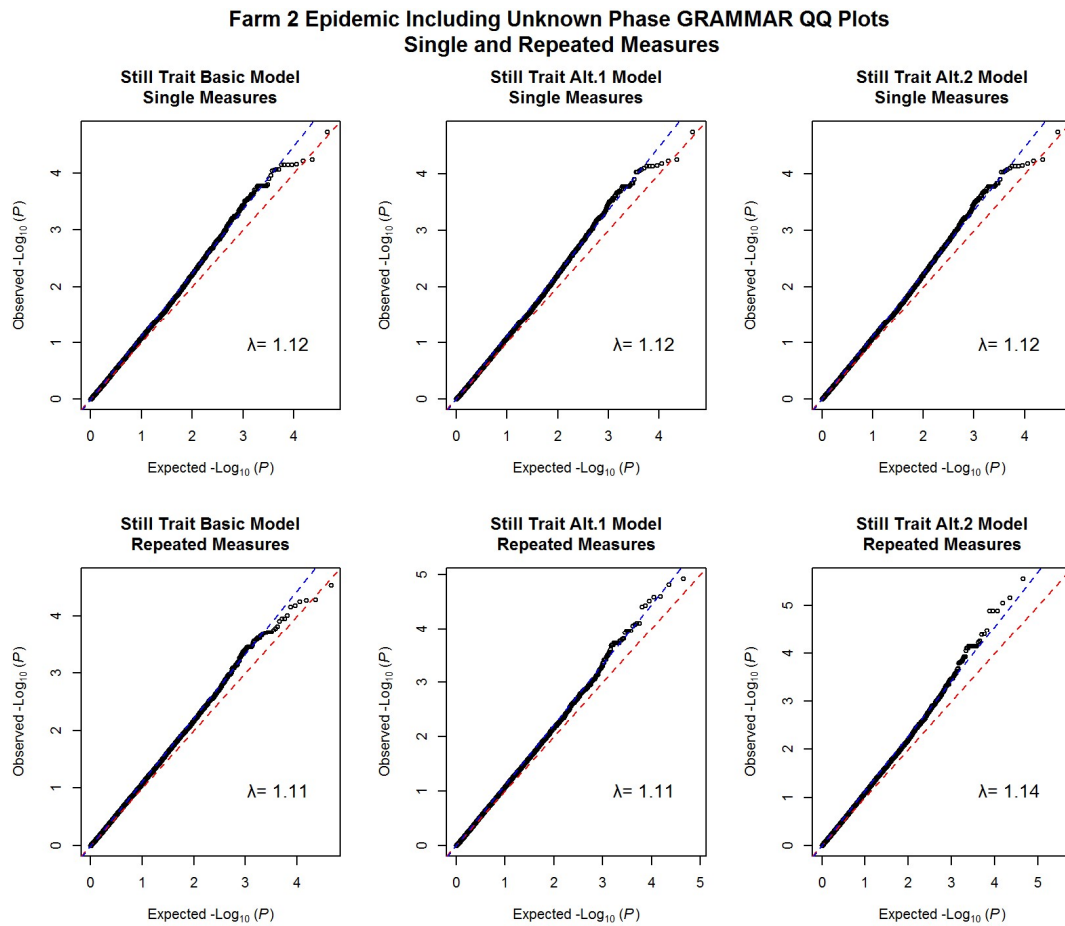 Farm 2 Epidemic Including Unknown Phase GRAMMAR QQ Plots
Single and Repeated Measures
Still Trait Basic Model
Single Measures
Observed -Log10 (P)
4
3
2
1
0
λ= 1.12
0 1 2 3 4
Expected -Log10 (P)
Still Trait Alt.1 Model
Single Measures
Observed -Log10 (P)
4
3
2
1
0
λ= 1.12
0 1 2 3 4
Expected -Log10 (P)
Still Trait Alt.2 Model
Single Measures
Observed -Log10 (P)
4
3
2
1
0
λ= 1.12
0 1 2 3 4
Expected -Log10 (P)
Still Trait Basic Model
Repeated Measures
Observed -Log10 (P)
4
3
2
1
0
λ= 1.11
0 1 2 3 4
Expected -Log10 (P)
Still Trait Alt.1 Model
Repeated Measures
Observed -Log10 (P)
5
4
3
2
1
0
λ= 1.11
0 1 2 3 4 5
Expected -Log10 (P)
Still Trait Alt.2 Model
Repeated Measures
Observed -Log10 (P)
5
4
3
2
1
0
λ= 1.14
0 1 2 3 4 5
Expected -Log10 (P)